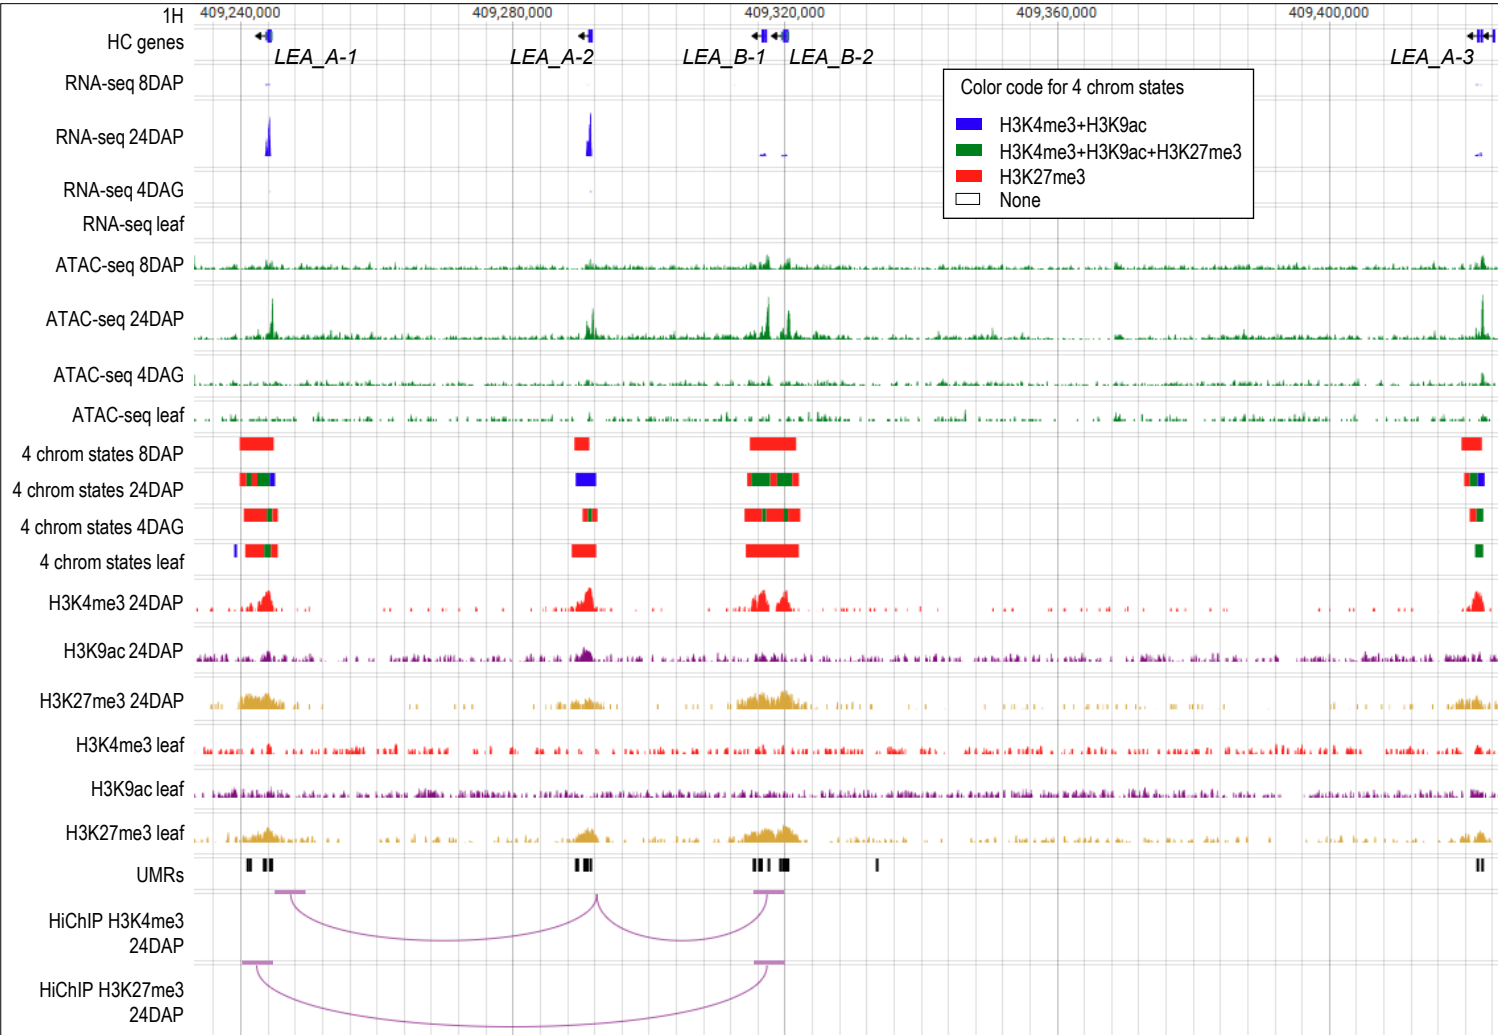 1H 409,240,000 409,280,000 409,320,000 409,360,000 409,400,000
HC genes
LEA_A-1 LEA_A-2 LEA_B-1 LEA_B-2 LEA_A-3
RNA-seq 8DAP
Color code for 4 chrom states
H3K4me3+H3K9ac
H3K4me3+H3K9ac+H3K27me3
H3K27me3
None
RNA-seq 24DAP
RNA-seq 4DAG
RNA-seq leaf
ATAC-seq 8DAP
ATAC-seq 24DAP
ATAC-seq 4DAG
ATAC-seq leaf
4 chrom states 8DAP
4 chrom states 24DAP
4 chrom states 4DAG
4 chrom states leaf
H3K4me3 24DAP
H3K9ac 24DAP
H3K27me3 24DAP
H3K4me3 leaf
H3K9ac leaf
H3K27me3 leaf
UMRs
HiChIP H3K4me3
24DAP
HiChIP H3K27me3
24DAP